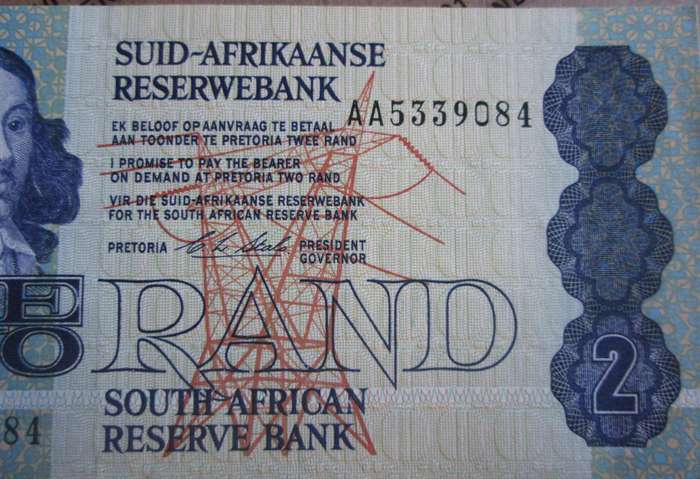 SUID-AFRIKAANSE
RESERWEBANK
AA5339084
EK BELOOF OP AANVRAAG TE BETAAL
AAN TOONDER TE PRETORIA TWEE RAND
I PROMISE TO PAY THE BEARER
ON DEMAND AT PRETORIA TWO RAND
VIR DIE SUID-AFRIKAANSE RESERWEBANK
FOR THE SOUTH AFRICAN RESERVE BANK
PRETORIA
PRESIDENT
GOVERNOR
E
O
RAND
2
84
SOUTH AFRICAN
RESERVE BANK